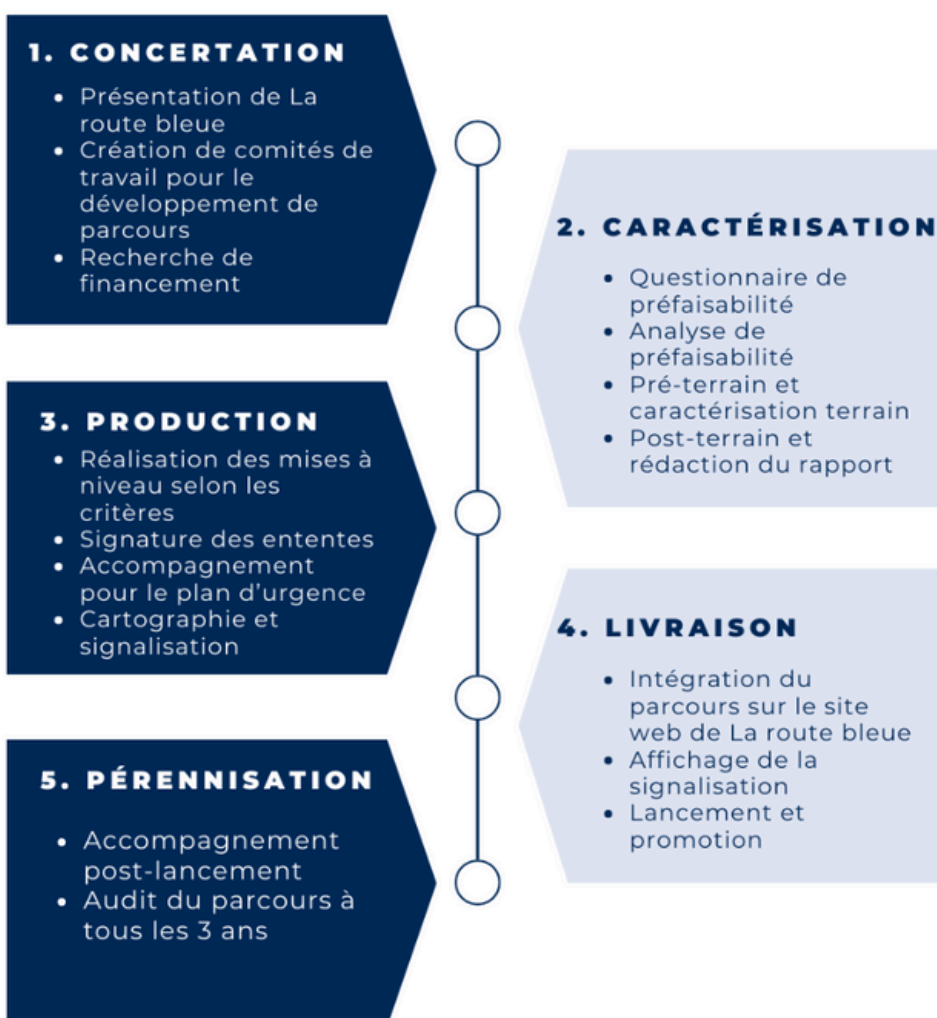 1. CONCERTATION
• Présentation de La
route bleue
• Création de comités de
travail pour le
développement de
parcours
• Recherche de
financement
2. CARACTÉRISATION
• Questionnaire de
préfaisabilité
• Analyse de
préfaisabilité
• Pré-terrain et
caractérisation terrain
• Post-terrain et
rédaction du rapport
3. PRODUCTION
• Réalisation des mises à
niveau selon les
critères
• Signature des ententes
• Accompagnement
pour le plan d'urgence
• Cartographie et
signalisation
4. LIVRAISON
• Intégration du
parcours sur le site
web de La route bleue
• Affichage de la
signalisation
• Lancement et
promotion
5. PÉRENNISATION
• Accompagnement
post-lancement
• Audit du parcours à
tous les 3 ans